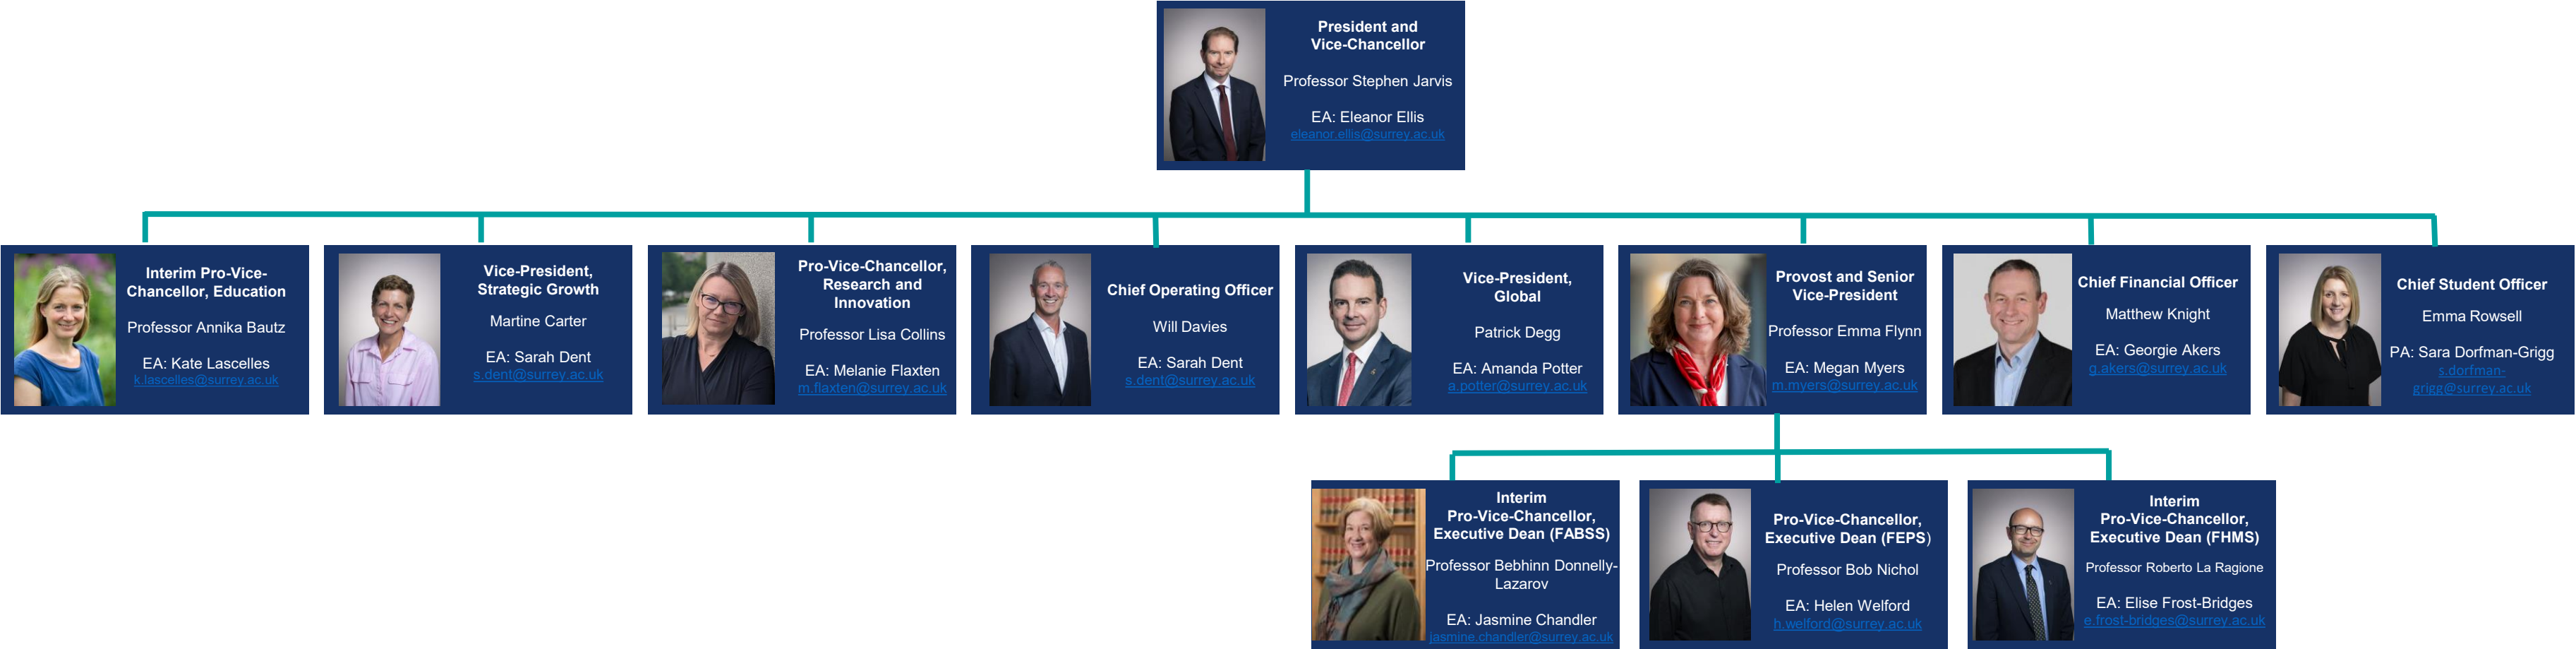 President and
Vice-Chancellor
Professor Stephen Jarvis
EA: Eleanor Ellis
eleanor.ellis@surrey.ac.uk
Interim Pro-Vice-
Chancellor, Education
Professor Annika Bautz
EA: Kate Lascelles
k.lascelles@surrey.ac.uk
Vice-President,
Strategic Growth
Martine Carter
EA: Sarah Dent
s.dent@surrey.ac.uk
Pro-Vice-Chancellor,
Research and
Innovation
Professor Lisa Collins
EA: Melanie Flaxten
m.flaxten@surrey.ac.uk
Chief Operating Officer
Will Davies
EA: Sarah Dent
s.dent@surrey.ac.uk
Vice-President,
Global
Patrick Degg
EA: Amanda Potter
a.potter@surrey.ac.uk
Provost and Senior
Vice-President
Professor Emma Flynn
EA: Megan Myers
m.myers@surrey.ac.uk
Chief Financial Officer
Matthew Knight
EA: Georgie Akers
g.akers@surrey.ac.uk
Chief Student Officer
Emma Rowsell
PA: Sara Dorfman-Grigg
s.dorfman-
grigg@surrey.ac.uk
Interim
Pro-Vice-Chancellor,
Executive Dean (FABSS)
Professor Bebhinn Donnelly-
Lazarov
EA: Jasmine Chandler
jasmine.chandler@surrey.ac.uk
Pro-Vice-Chancellor,
Executive Dean (FEPS)
Professor Bob Nichol
EA: Helen Welford
h.welford@surrey.ac.uk
Interim
Pro-Vice-Chancellor,
Executive Dean (FHMS)
Professor Roberto La Ragione
EA: Elise Frost-Bridges
e.frost-bridges@surrey.ac.uk